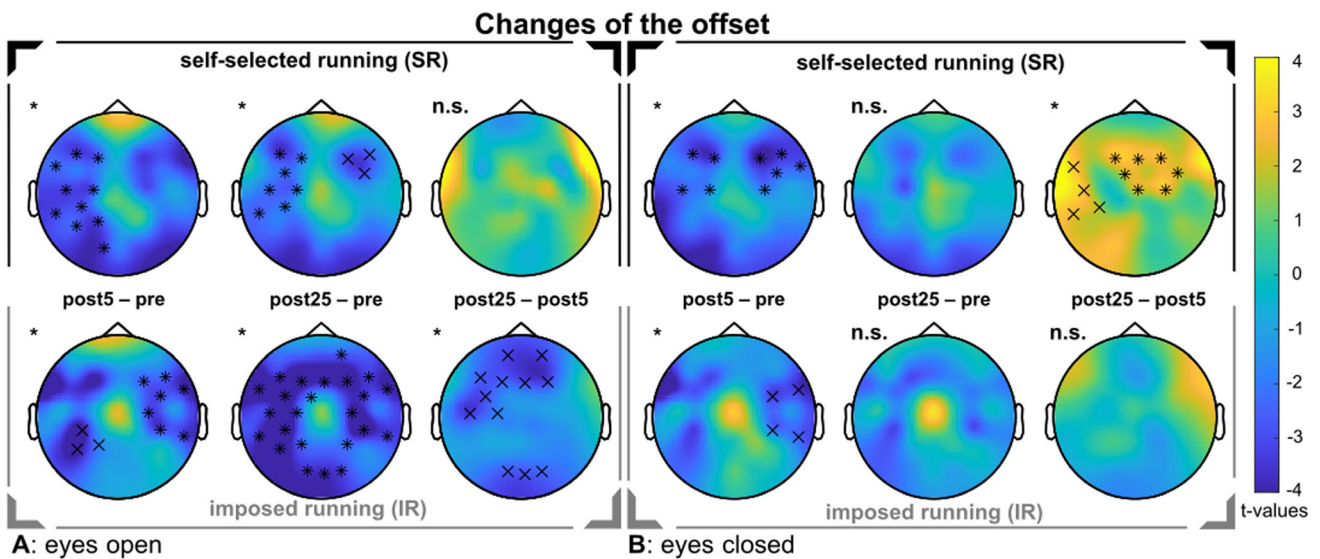 Changes of the offset
self-selected running (SR)
self-selected running (SR)
* * n.s. * n.s. *
post5 – pre post25 – pre post25 – post5 post5 – pre post25 – pre post25 – post5
* * * * n.s. n.s.
imposed running (IR)
imposed running (IR)
A: eyes open
B: eyes closed
4
3
2
1
0
-1
-2
-3
-4
t-values